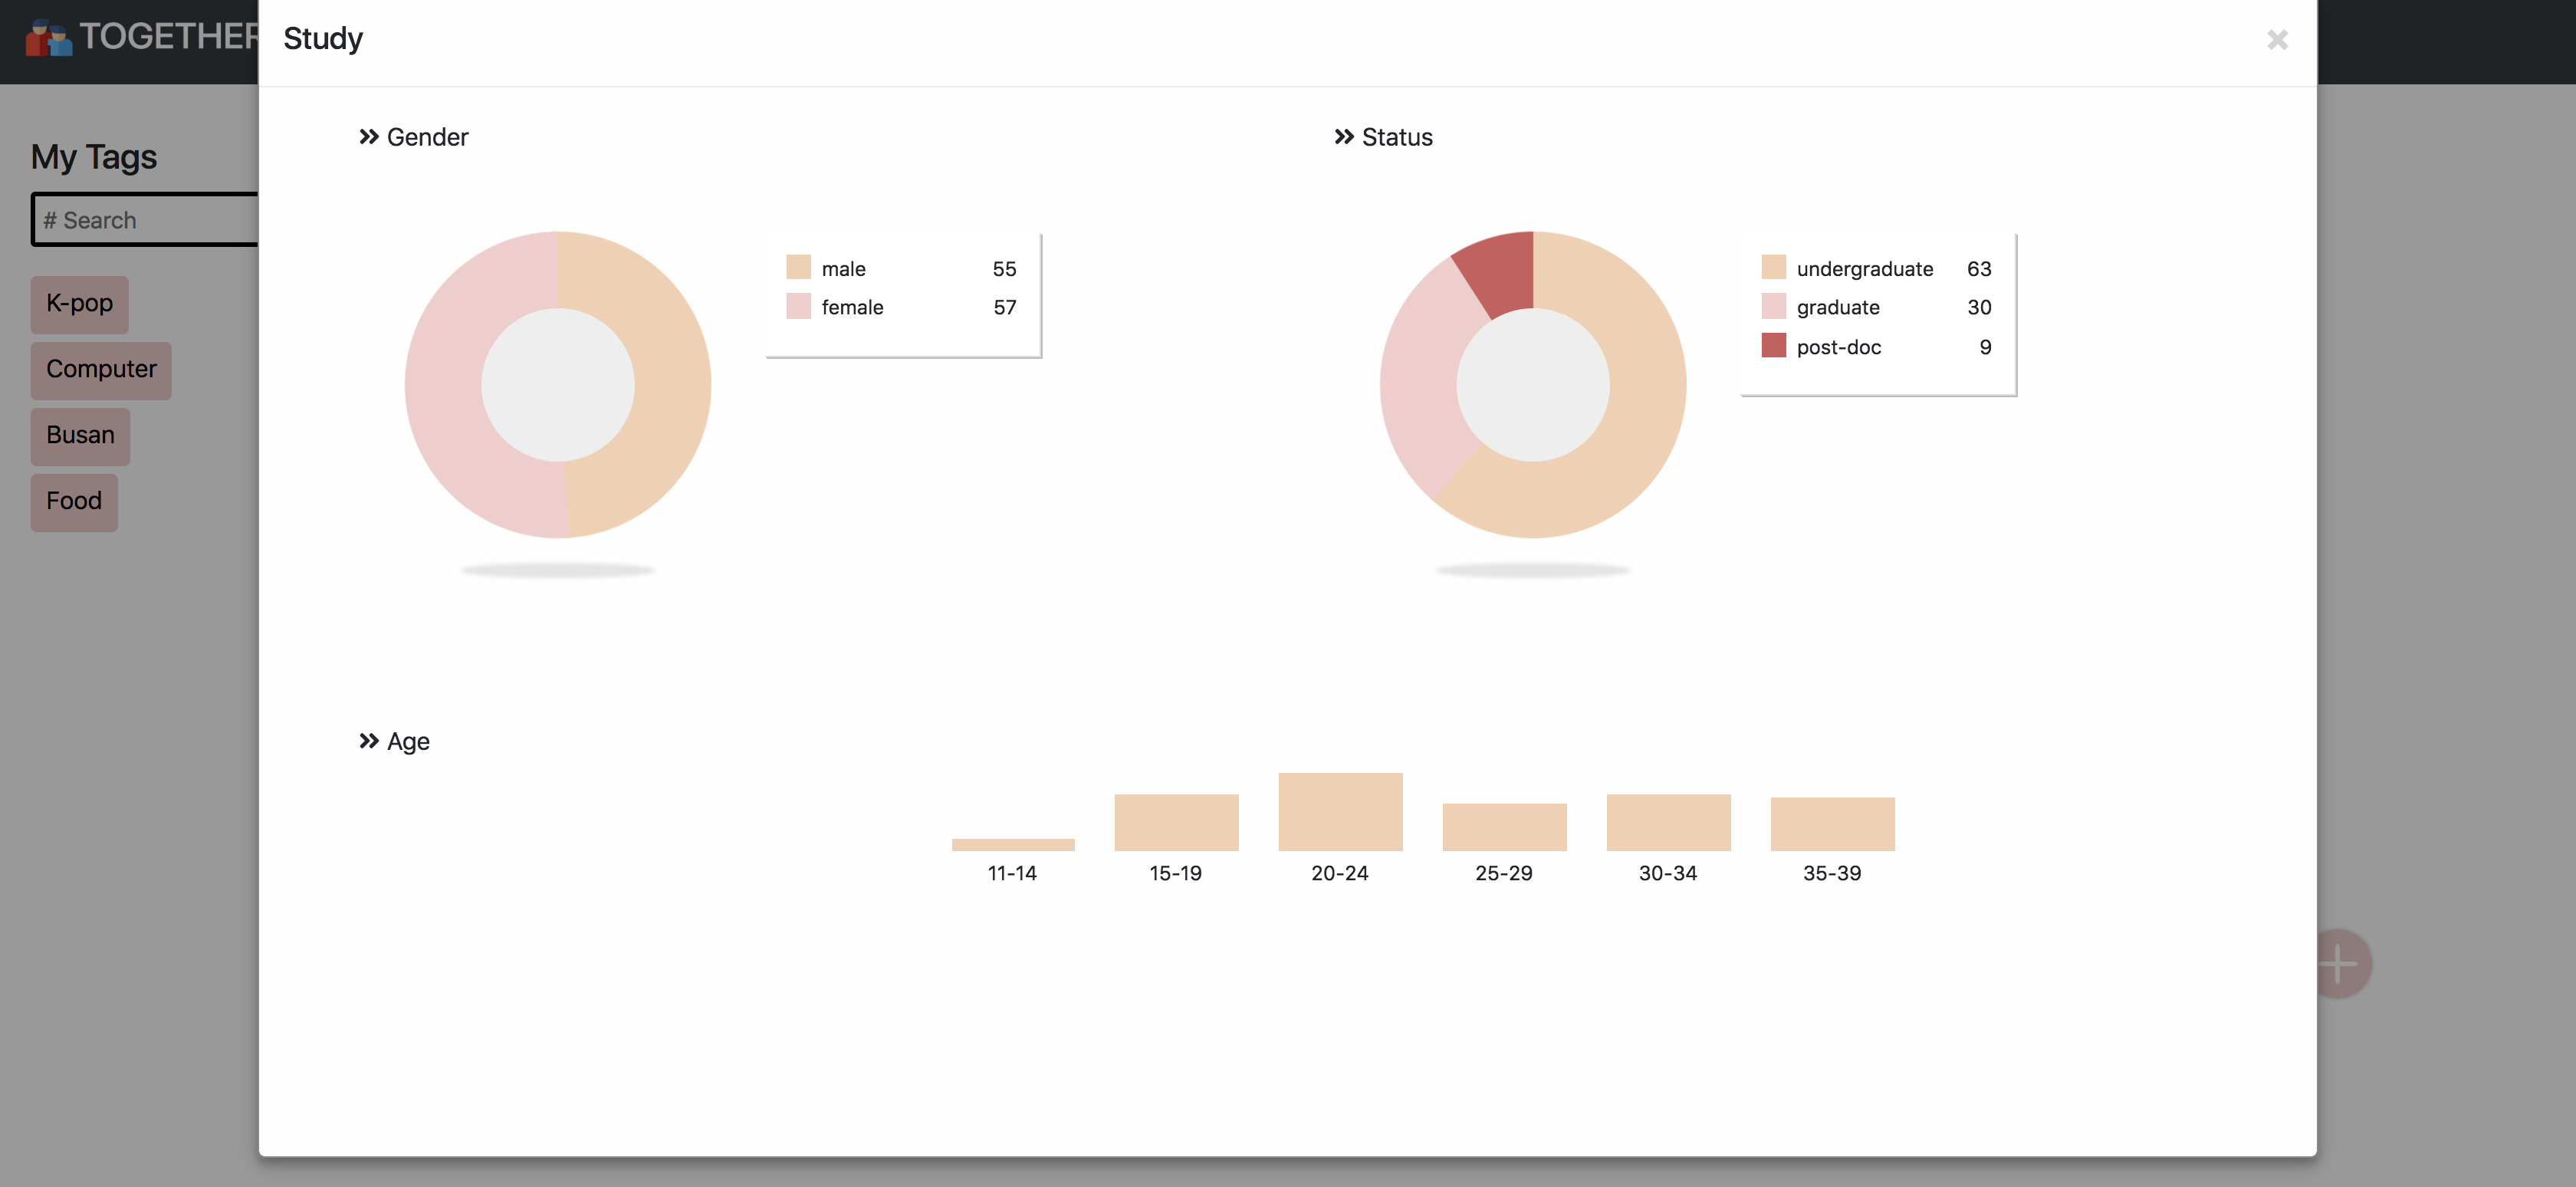 TOGETHER
My Tags
# Search
K-pop
Computer
Busan
Food
Study
×
» Gender
male 55
female 57
» Status
undergraduate 63
graduate 30
post-doc 9
» Age
11-14 15-19 20-24 25-29 30-34 35-39
+